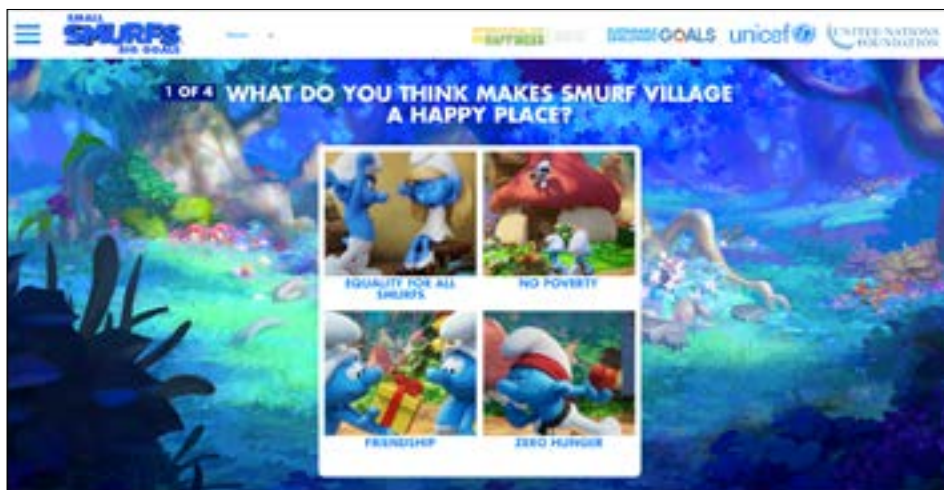 SMALL
SMURFS
BIG GOALS
HAPPINESS
GOALS
unicef
UNITED NATIONS
FOUNDATION
1 OF 4 WHAT DO YOU THINK MAKES SMURF VILLAGE
A HAPPY PLACE?
EQUALITY FOR ALL
SMURFS
NO POVERTY
FRIENDSHIP
ZERO HUNGER